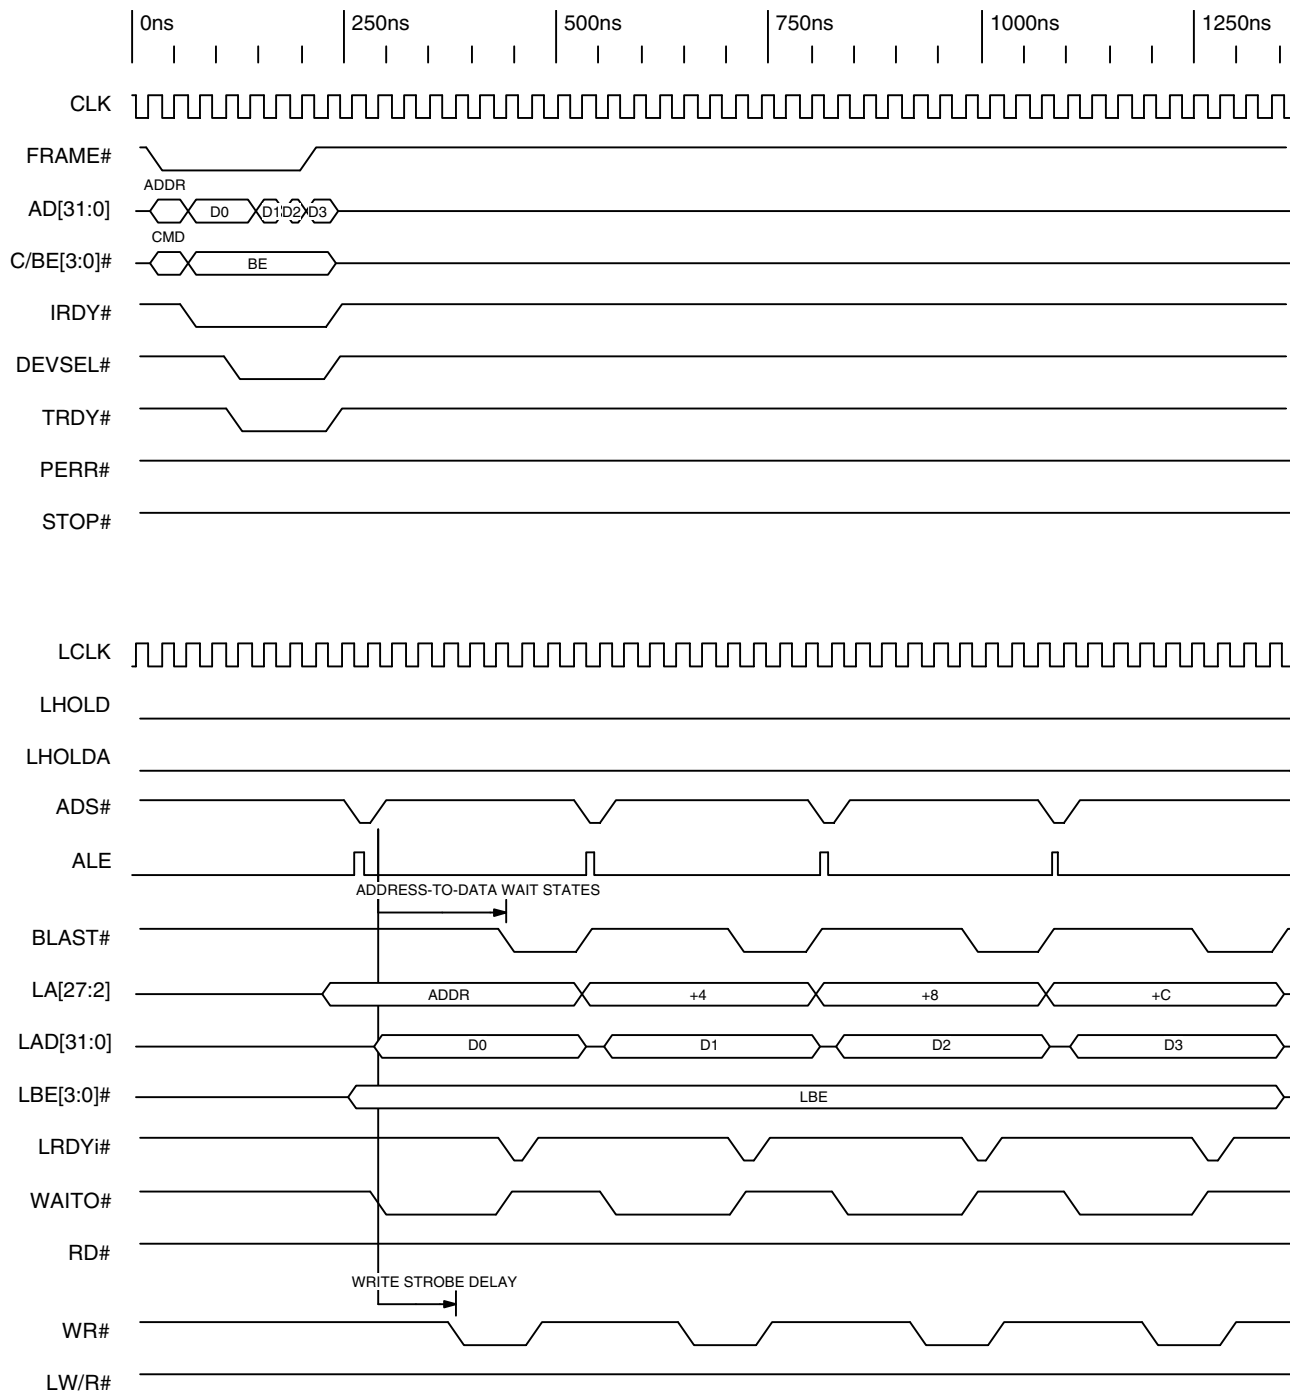 0ns 250ns 500ns 750ns 1000ns 1250ns
CLK
FRAME#
ADDR
AD[31:0] D0 D1 D2 D3
CMD
C/BE[3:0]# BE
IRDY#
DEVSEL#
TRDY#
PERR#
STOP#
LCLK
LHOLD
LHOLDA
ADS#
ALE
ADDRESS-TO-DATA WAIT STATES
BLAST#
LA[27:2] ADDR +4 +8 +C
LAD[31:0] D0 D1 D2 D3
LBE[3:0]# LBE
LRDYi#
WAITO#
RD#
WRITE STROBE DELAY
WR#
LW/R#